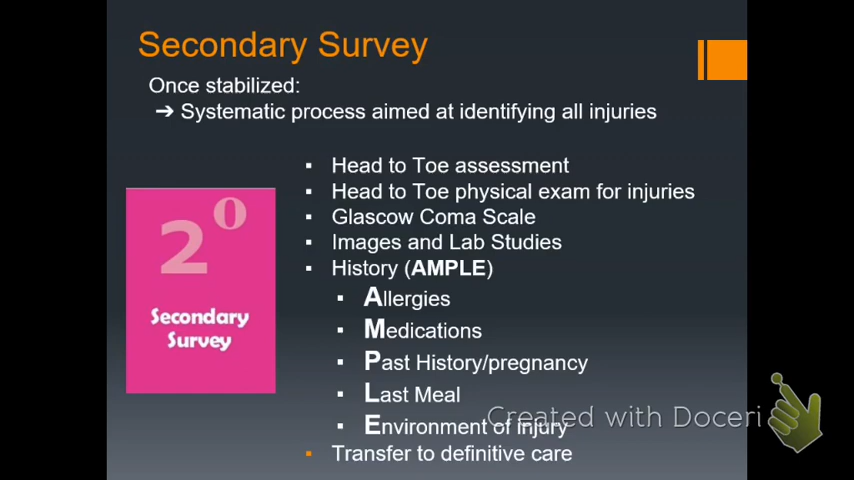 Secondary Survey
Once stabilized:
➔ Systematic process aimed at identifying all injuries
▪ Head to Toe assessment
▪ Head to Toe physical exam for injuries
▪ Glascow Coma Scale
▪ Images and Lab Studies
▪ History (AMPLE)
▪ Allergies
▪ Medications
▪ Past History/pregnancy
▪ Last Meal
▪ Environment of injury
▪ Transfer to definitive care
2⁰
Secondary
Survey
Created with Doceri